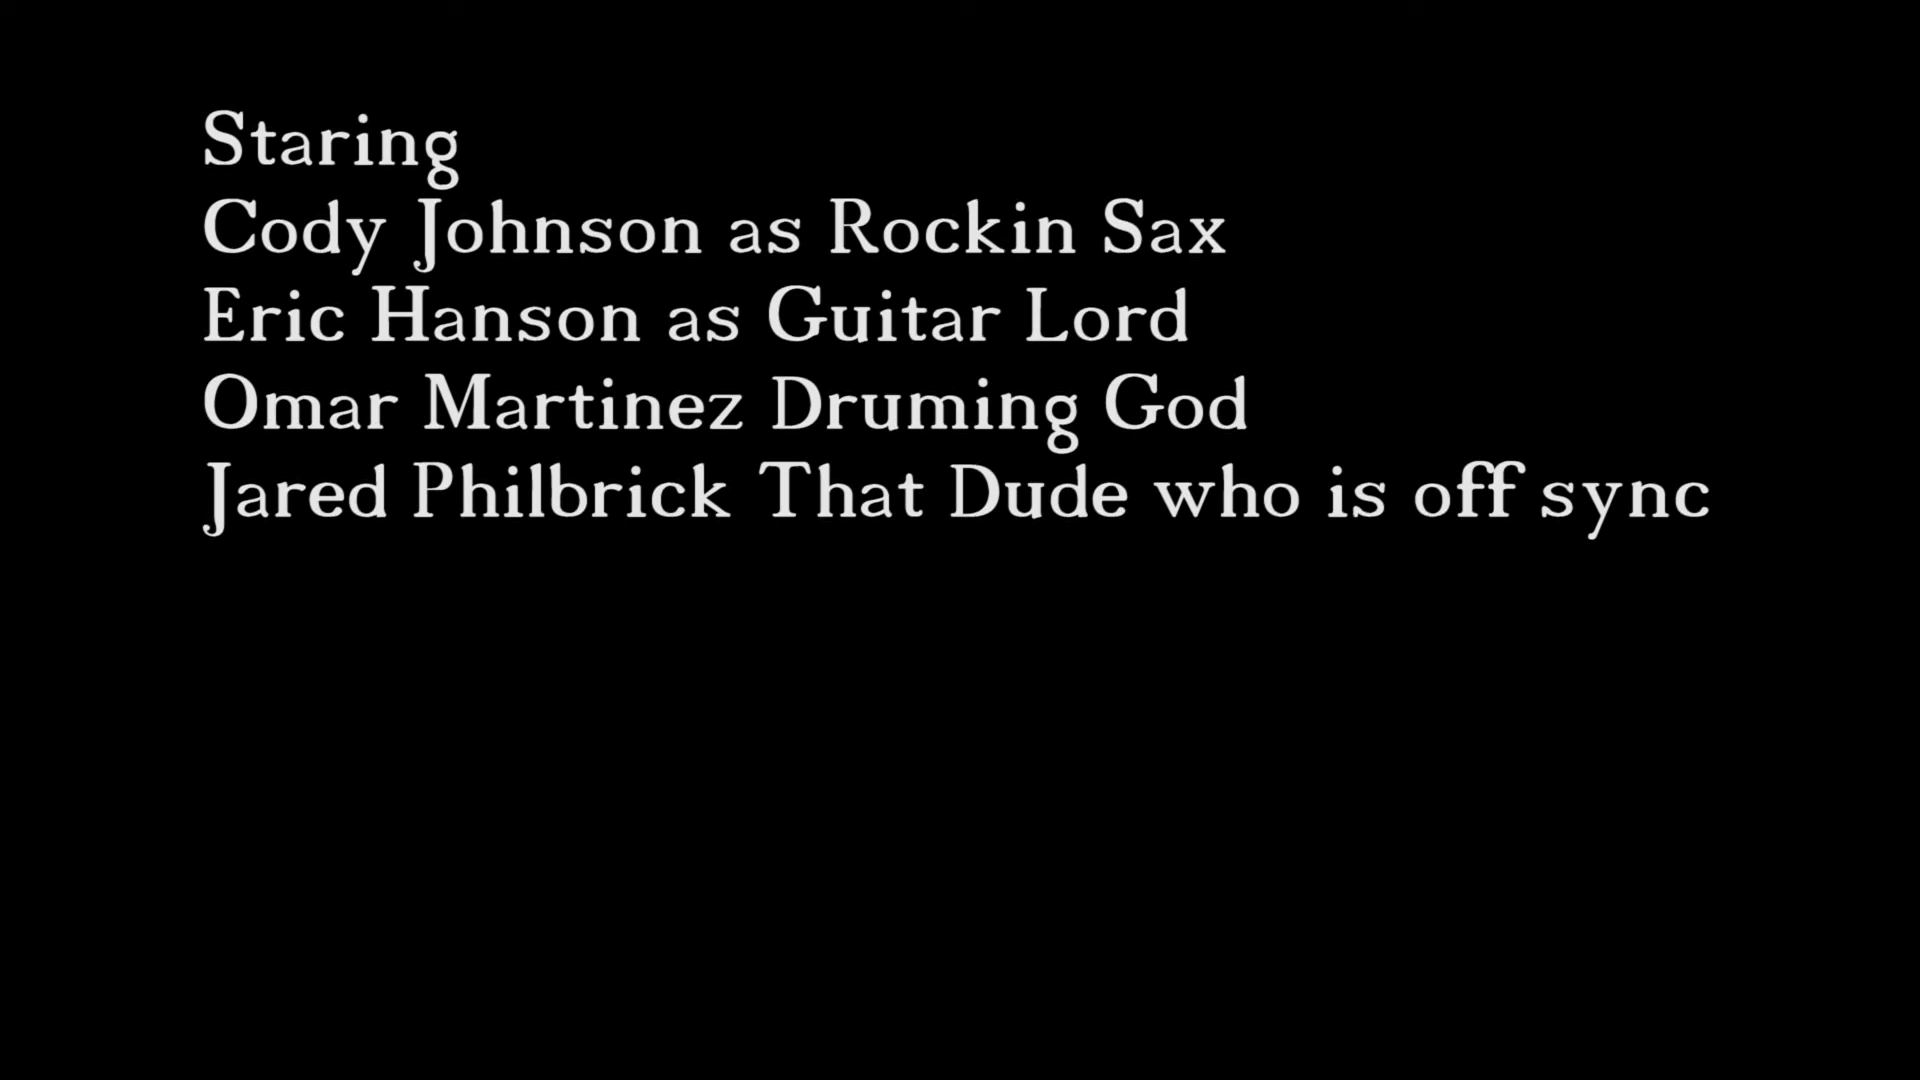 Staring
Cody Johnson as Rockin Sax
Eric Hanson as Guitar Lord
Omar Martinez Druming God
Jared Philbrick That Dude who is off sync